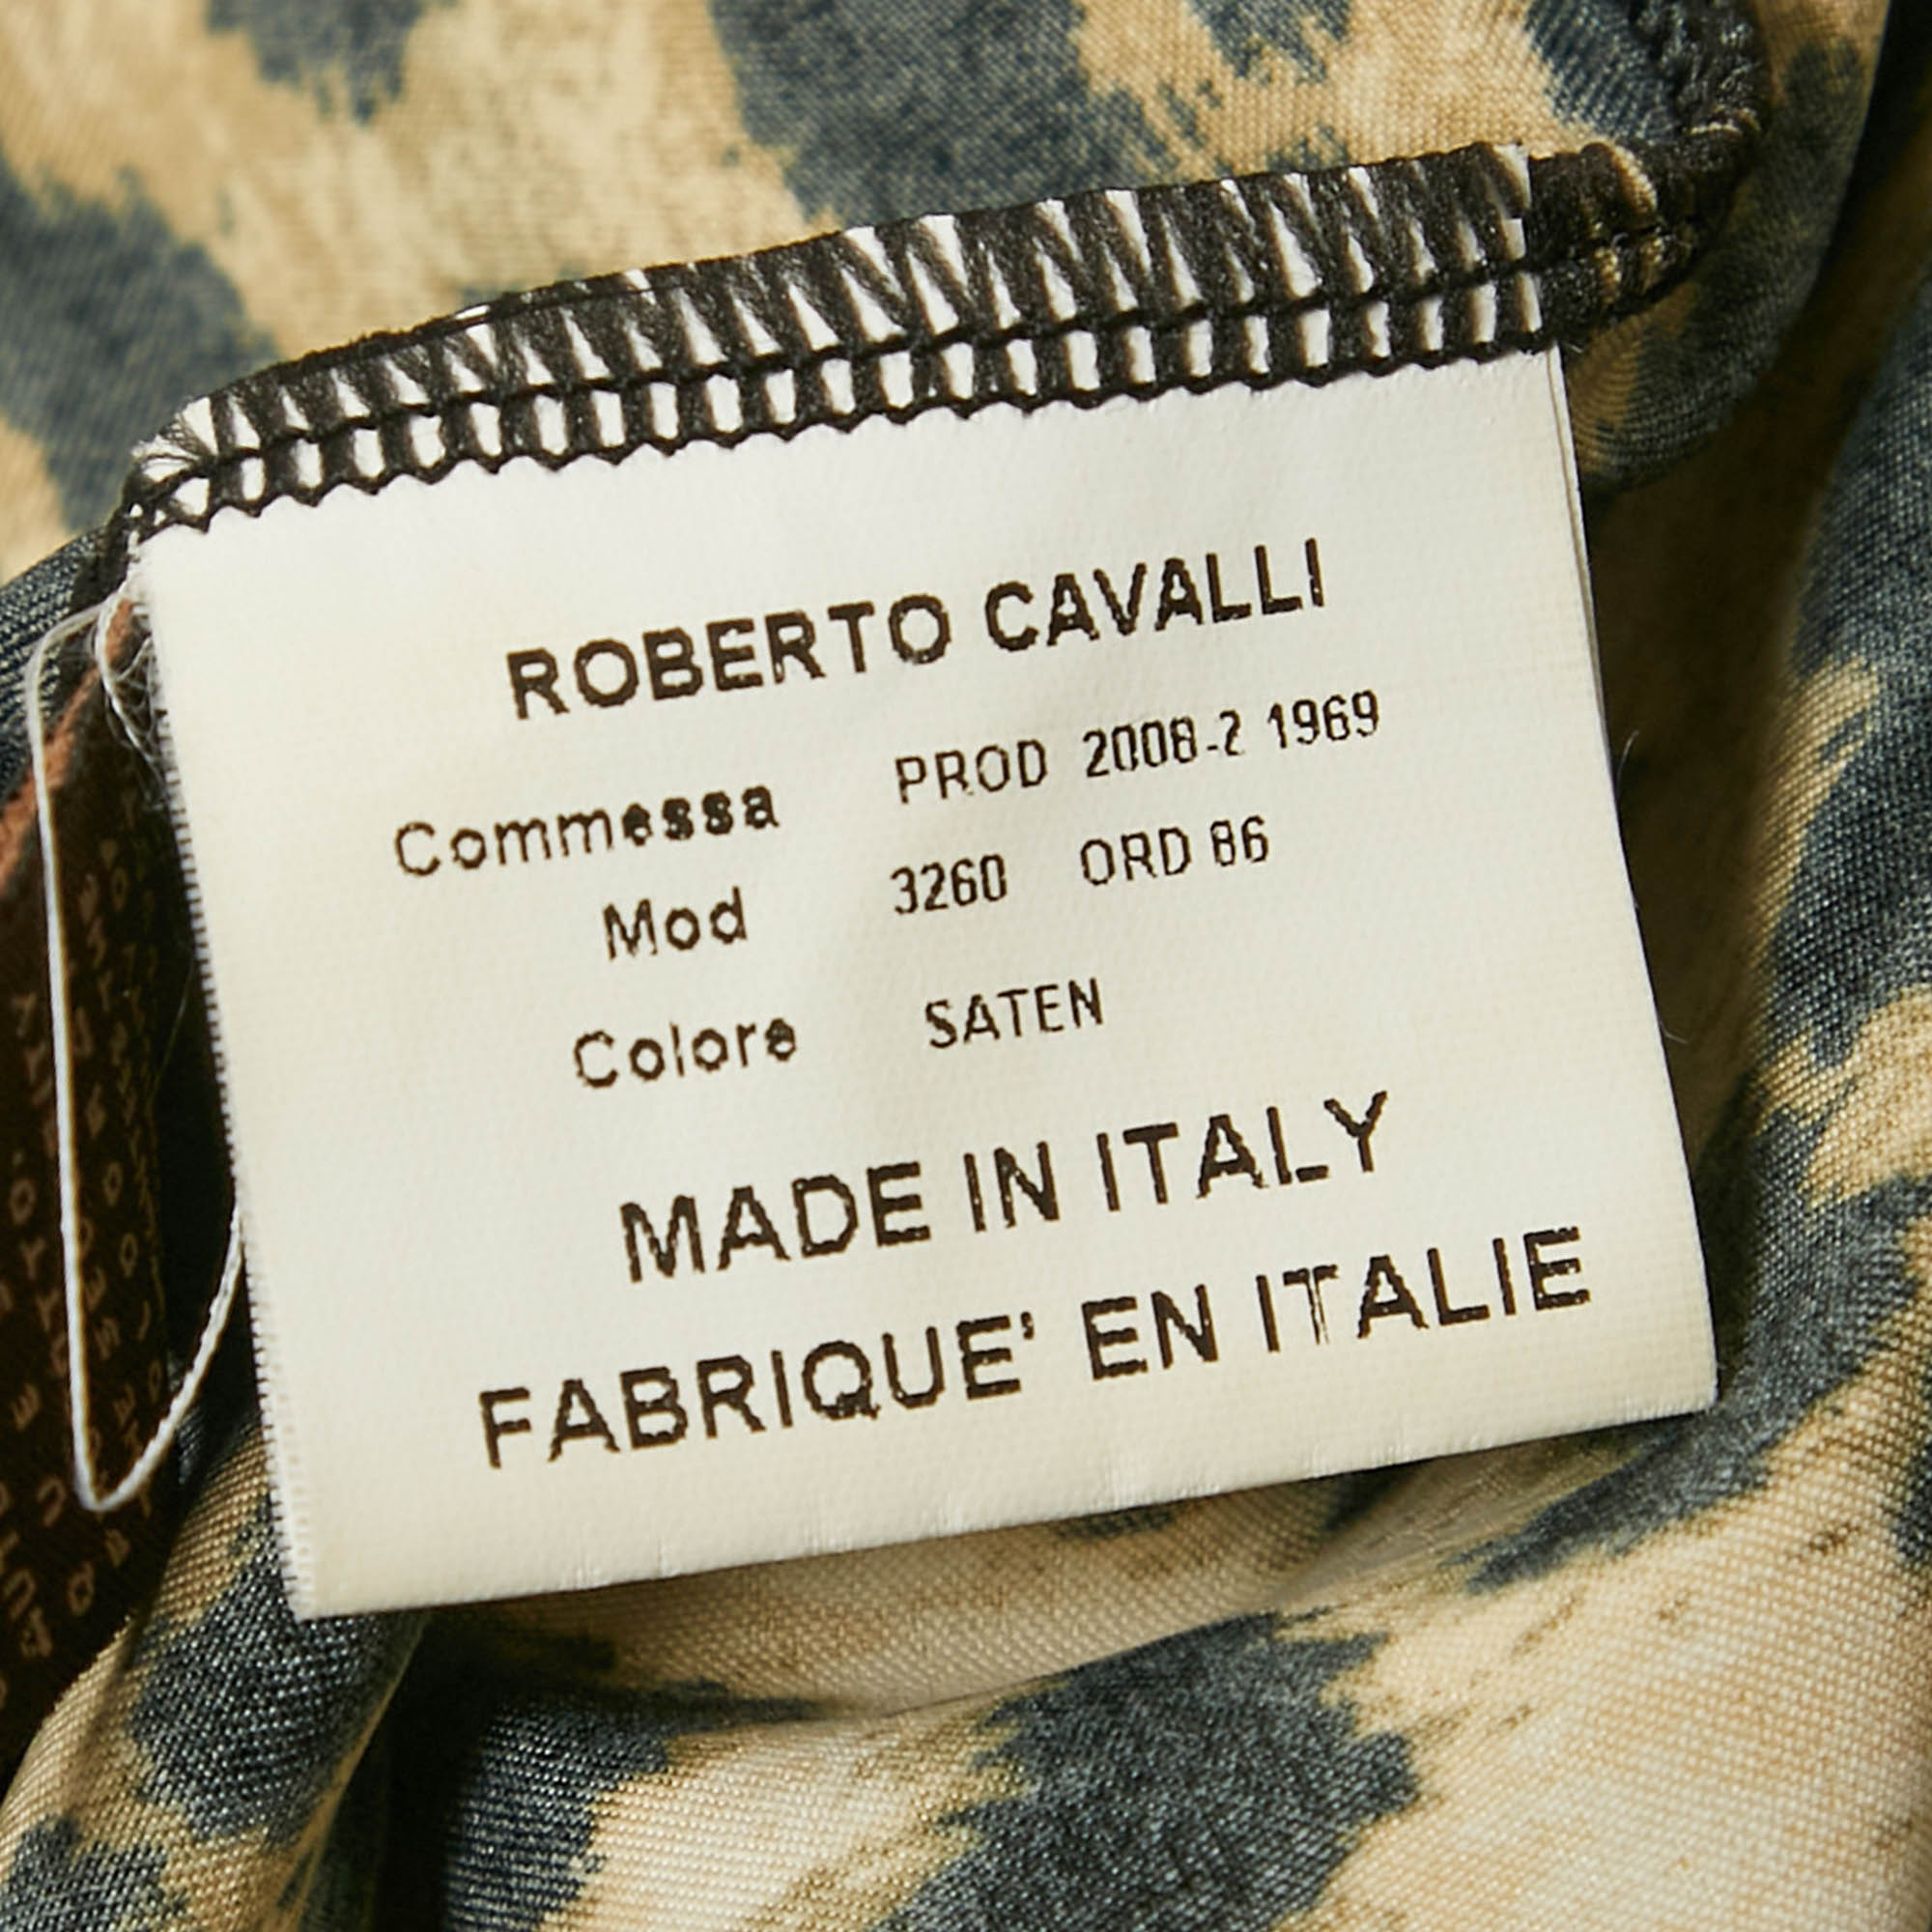 ROBERTO CAVALLI
Commessa PROD 2008-2 1969
Mod 3260 ORD 86
Colore SATEN
MADE IN ITALY
FABRIQUE' EN ITALIE